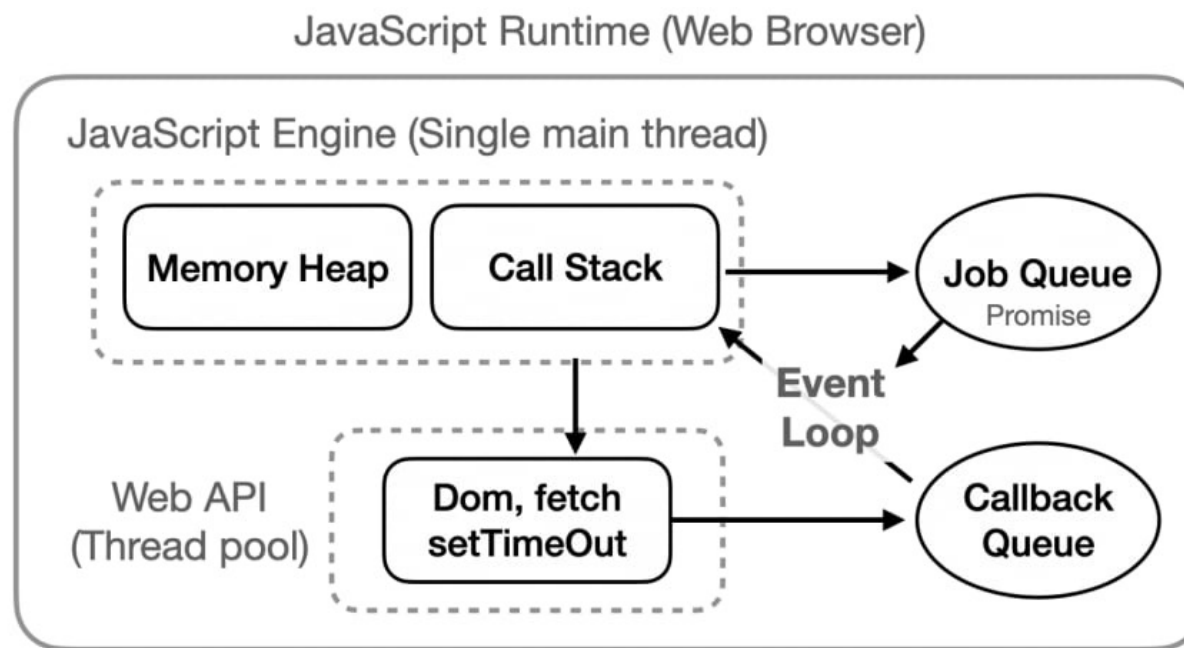 JavaScript Runtime (Web Browser)
JavaScript Engine (Single main thread)
Memory Heap
Call Stack
Job Queue
Promise
Event
Loop
Web API
(Thread pool)
Dom, fetch
setTimeOut
Callback
Queue